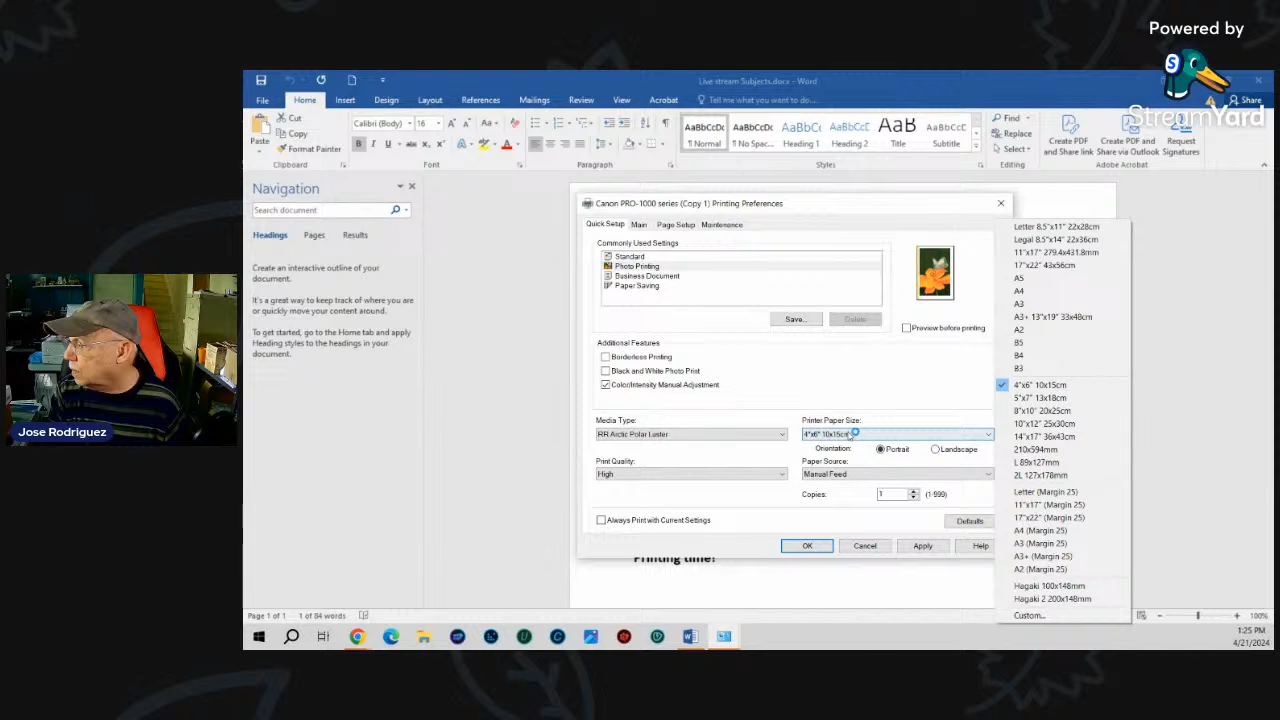 Powered by
StreamYard
Live stream Subjects.docx - Word
File Home Insert Design Layout References Mailings Review View Acrobat Tell me what you want to do... Share
Paste
Cut
Copy
Format Painter
Clipboard
Calibri (Body) 16
Font
Paragraph
AaBbCcDc AaBbCcDc AaBbCc AaBbCcC AaB AaBbCcC
¶ Normal ¶ No Spac... Heading 1 Heading 2 Title Subtitle
Styles
Find
Replace
Select
Editing
Create PDF and Share link
Create PDF and Share via Outlook
Request Signatures
Adobe Acrobat
Navigation
Search document
Headings Pages Results
Create an interactive outline of your
document.
It's a great way to keep track of where you are
or quickly move your content around.
To get started, go to the Home tab and apply
Heading styles to the headings in your
document.
Canon PRO-1000 series (Copy 1) Printing Preferences
Quick Setup Main Page Setup Maintenance
Commonly Used Settings
Standard
Photo Printing
Business Document
Paper Saving
Save... Delete
Preview before printing
Additional Features
Borderless Printing
Black and White Photo Print
Color/Intensity Manual Adjustment
Media Type
RR Arctic Polar Luster
Printer Paper Size:
4"x6" 10x15cm
Orientation: Portrait Landscape
Print Quality:
High
Paper Source:
Manual Feed
Copies: 1 (1-999)
Always Print with Current Settings
Defaults
OK Cancel Apply Help
Letter 8.5"x11" 22x28cm
Legal 8.5"x14" 22x36cm
11"x17" 279.4x431.8mm
17"x22" 43x56cm
A5
A4
A3
A3+ 13"x19" 33x48cm
A2
B5
B4
B3
4"x6" 10x15cm
5"x7" 13x18cm
8"x10" 20x25cm
10"x12" 25x30cm
14"x17" 36x43cm
210x594mm
L 89x127mm
2L 127x178mm
Letter (Margin 25)
11"x17" (Margin 25)
17"x22" (Margin 25)
A4 (Margin 25)
A3 (Margin 25)
A3+ (Margin 25)
A2 (Margin 25)
Hagaki 100x148mm
Hagaki 2 200x148mm
Custom...
Printing time!
Jose Rodriguez
Page 1 of 1 1 of 84 words
100%
1:25 PM
4/21/2024